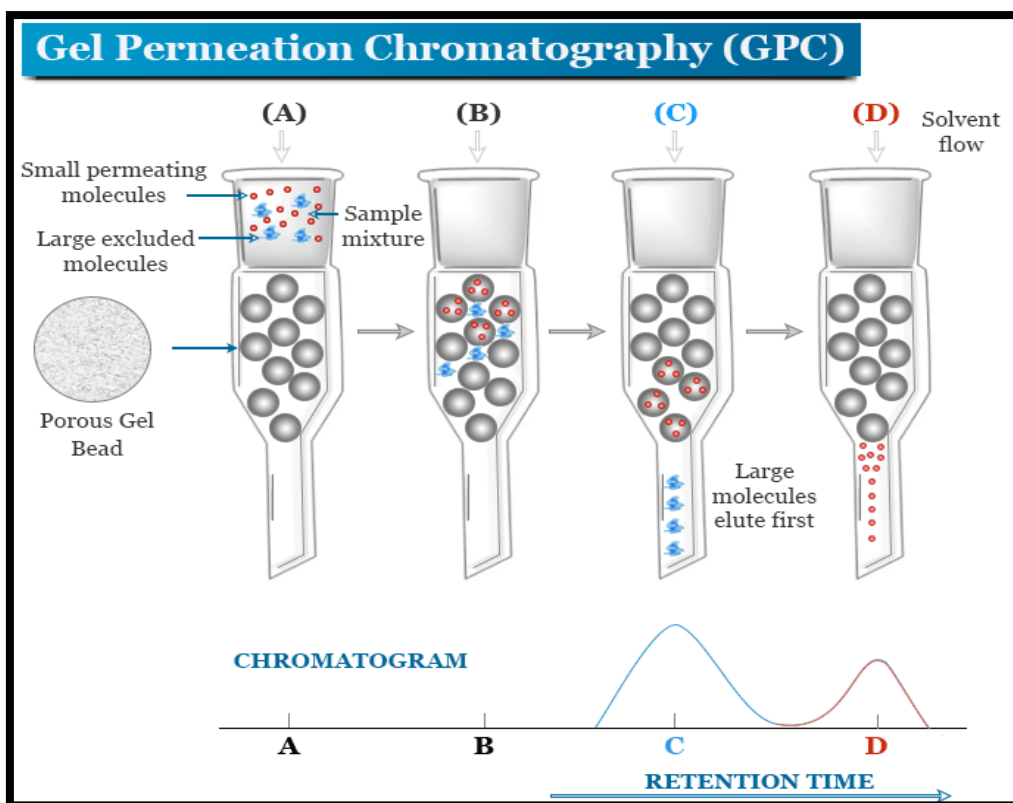 Gel Permeation Chromatography (GPC)
(A)
(B)
(C)
(D)
Solvent
flow
Small permeating
molecules
Sample
mixture
Large excluded
molecules
Porous Gel
Bead
Large
molecules
elute first
CHROMATOGRAM
A
B
C
D
RETENTION TIME